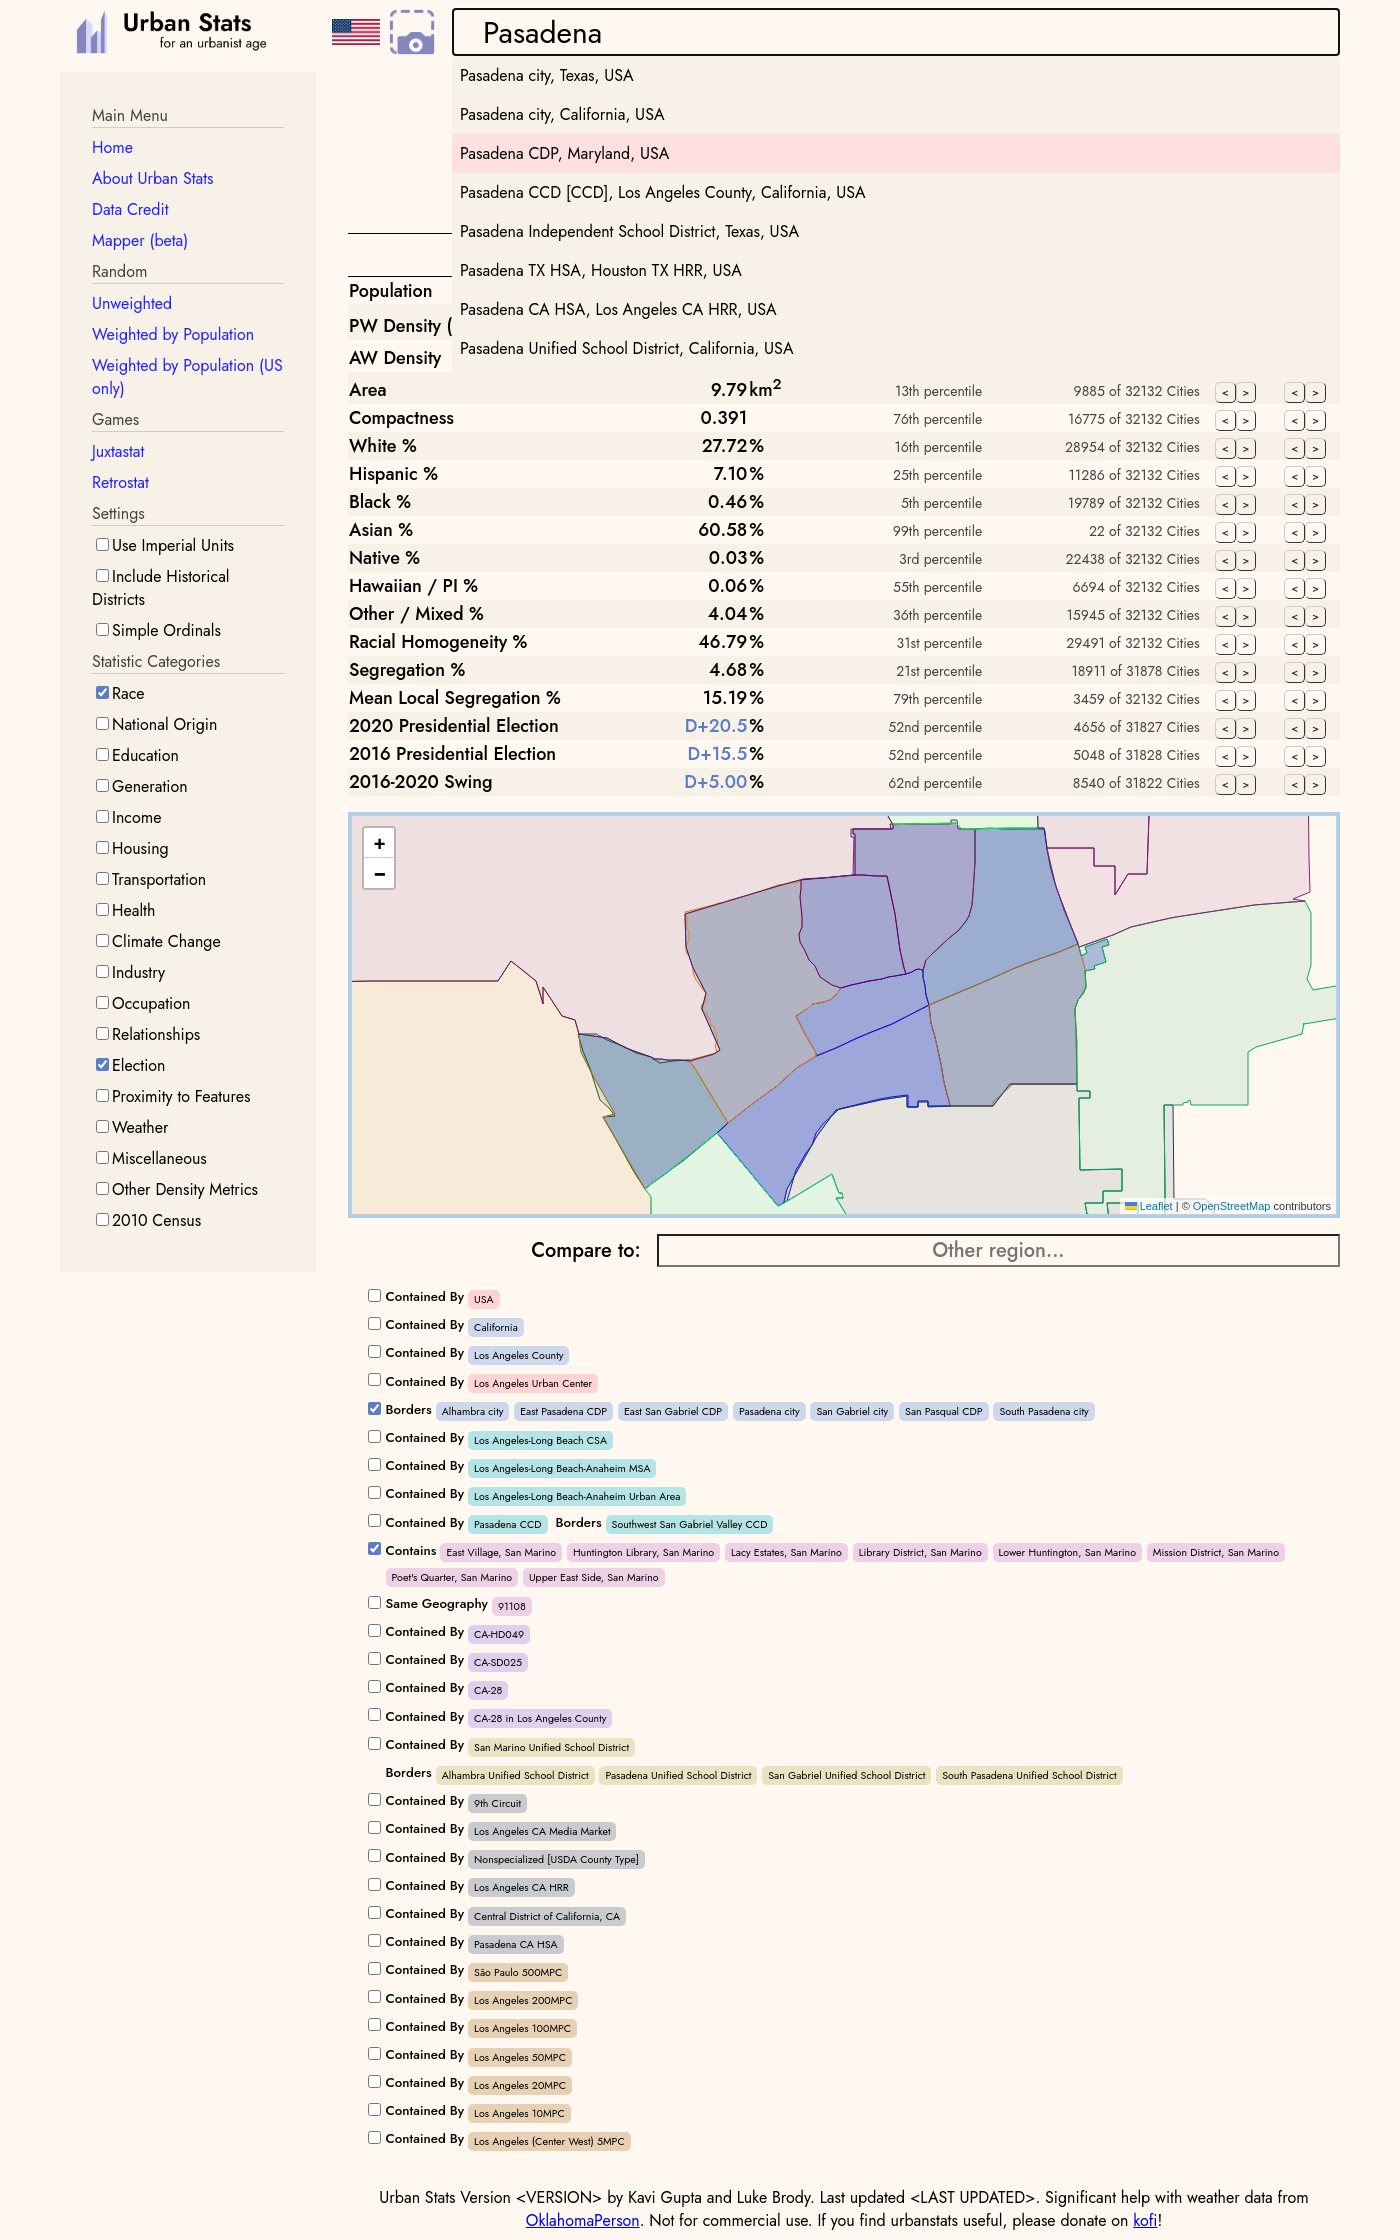 Urban Stats
for an urbanist age
Pasadena
Pasadena city, Texas, USA
Pasadena city, California, USA
Pasadena CDP, Maryland, USA
Pasadena CCD [CCD], Los Angeles County, California, USA
Pasadena Independent School District, Texas, USA
Pasadena TX HSA, Houston TX HRR, USA
Pasadena CA HSA, Los Angeles CA HRR, USA
Pasadena Unified School District, California, USA
Main Menu
Home
About Urban Stats
Data Credit
Mapper (beta)
Random
Unweighted
Weighted by Population
Weighted by Population (US
only)
Games
Juxtastat
Retrostat
Settings
Use Imperial Units
Include Historical
Districts
Simple Ordinals
Statistic Categories
Race
National Origin
Education
Generation
Income
Housing
Transportation
Health
Climate Change
Industry
Occupation
Relationships
Election
Proximity to Features
Weather
Miscellaneous
Other Density Metrics
2010 Census
Population
PW Density (
AW Density
Area 9.79 km² 13th percentile 9885 of 32132 Cities < > < >
Compactness 0.391 76th percentile 16775 of 32132 Cities < > < >
White % 27.72% 16th percentile 28954 of 32132 Cities < > < >
Hispanic % 7.10% 25th percentile 11286 of 32132 Cities < > < >
Black % 0.46% 5th percentile 19789 of 32132 Cities < > < >
Asian % 60.58% 99th percentile 22 of 32132 Cities < > < >
Native % 0.03% 3rd percentile 22438 of 32132 Cities < > < >
Hawaiian / PI % 0.06% 55th percentile 6694 of 32132 Cities < > < >
Other / Mixed % 4.04% 36th percentile 15945 of 32132 Cities < > < >
Racial Homogeneity % 46.79% 31st percentile 29491 of 32132 Cities < > < >
Segregation % 4.68% 21st percentile 18911 of 31878 Cities < > < >
Mean Local Segregation % 15.19% 79th percentile 3459 of 32132 Cities < > < >
2020 Presidential Election D+20.5% 52nd percentile 4656 of 31827 Cities < > < >
2016 Presidential Election D+15.5% 52nd percentile 5048 of 31828 Cities < > < >
2016-2020 Swing D+5.00% 62nd percentile 8540 of 31822 Cities < > < >
+
−
Leaflet | © OpenStreetMap contributors
Compare to: Other region...
Contained By USA
Contained By California
Contained By Los Angeles County
Contained By Los Angeles Urban Center
Borders Alhambra city East Pasadena CDP East San Gabriel CDP Pasadena city San Gabriel city San Pasqual CDP South Pasadena city
Contained By Los Angeles-Long Beach CSA
Contained By Los Angeles-Long Beach-Anaheim MSA
Contained By Los Angeles-Long Beach-Anaheim Urban Area
Contained By Pasadena CCD Borders Southwest San Gabriel Valley CCD
Contains East Village, San Marino Huntington Library, San Marino Lacy Estates, San Marino Library District, San Marino Lower Huntington, San Marino Mission District, San Marino
Poet's Quarter, San Marino Upper East Side, San Marino
Same Geography 91108
Contained By CA-HD049
Contained By CA-SD025
Contained By CA-28
Contained By CA-28 in Los Angeles County
Contained By San Marino Unified School District
Borders Alhambra Unified School District Pasadena Unified School District San Gabriel Unified School District South Pasadena Unified School District
Contained By 9th Circuit
Contained By Los Angeles CA Media Market
Contained By Nonspecialized [USDA County Type]
Contained By Los Angeles CA HRR
Contained By Central District of California, CA
Contained By Pasadena CA HSA
Contained By São Paulo 500MPC
Contained By Los Angeles 200MPC
Contained By Los Angeles 100MPC
Contained By Los Angeles 50MPC
Contained By Los Angeles 20MPC
Contained By Los Angeles 10MPC
Contained By Los Angeles (Center West) 5MPC
Urban Stats Version <VERSION> by Kavi Gupta and Luke Brody. Last updated <LAST UPDATED>. Significant help with weather data from
OklahomaPerson. Not for commercial use. If you find urbanstats useful, please donate on kofi!